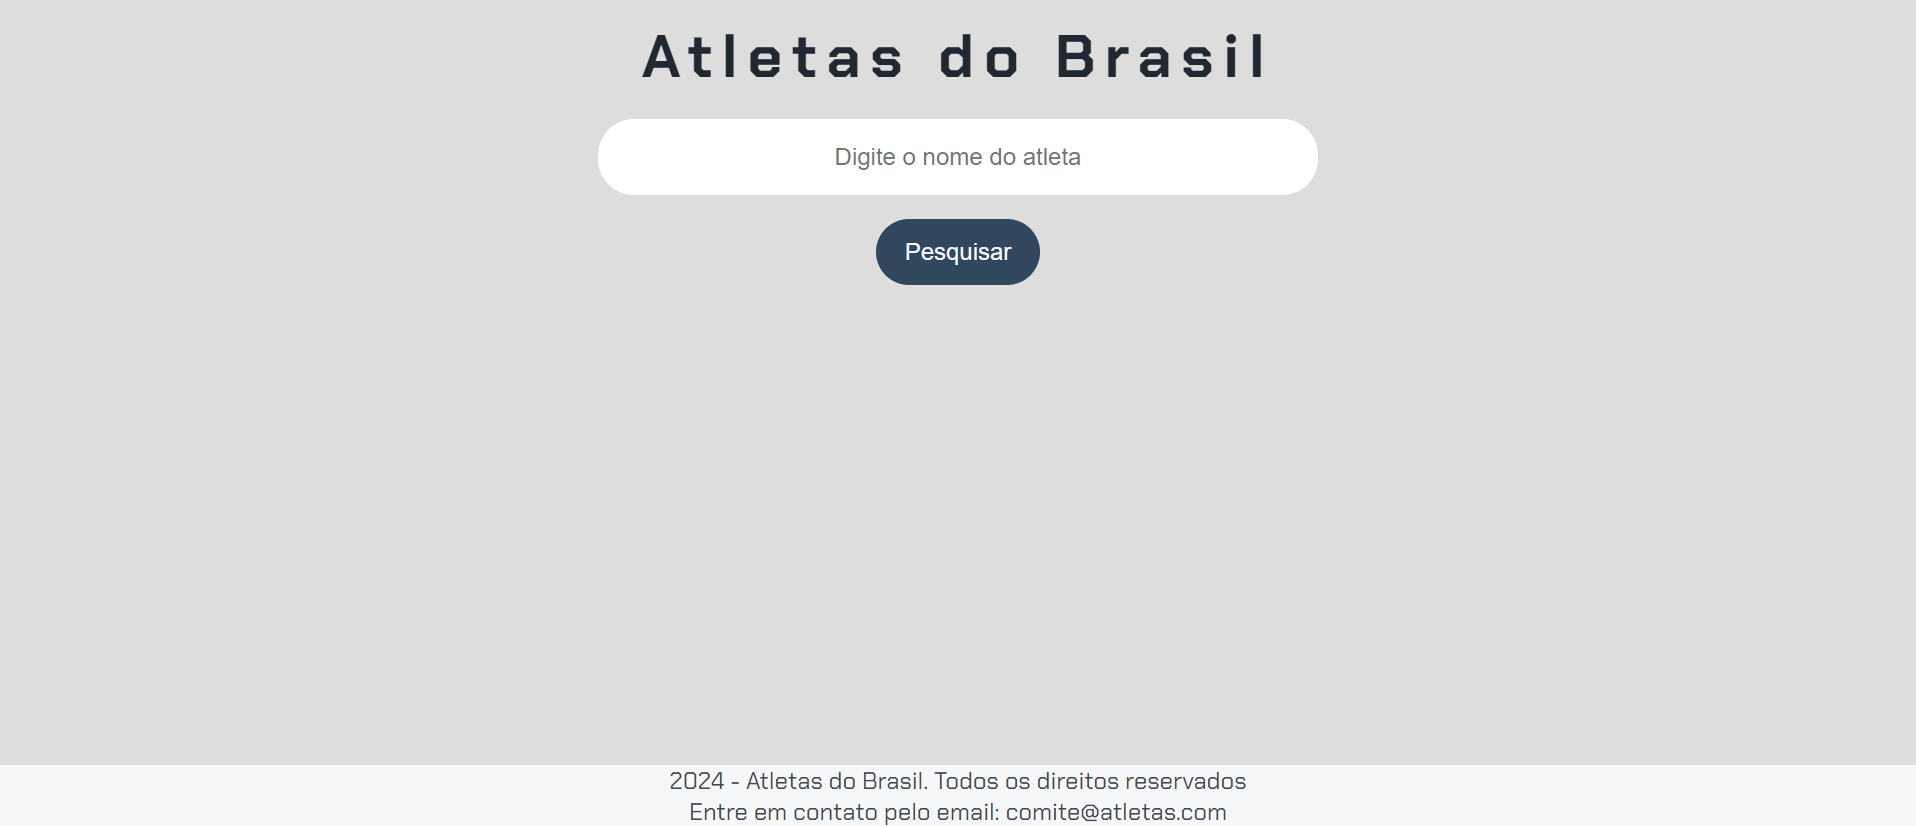 Atletas do Brasil
Digite o nome do atleta
Pesquisar
2024 - Atletas do Brasil. Todos os direitos reservados
Entre em contato pelo email: comite@atletas.com